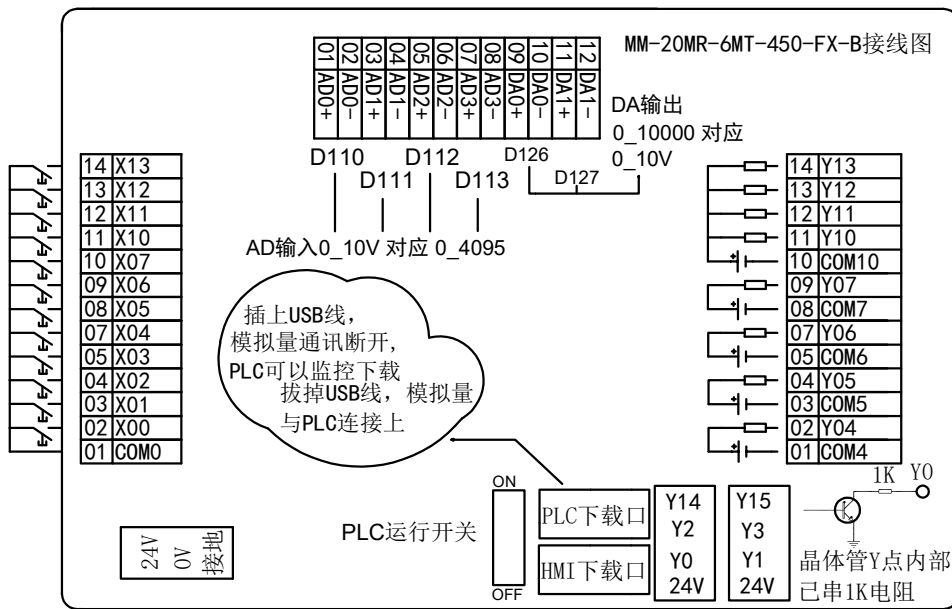 MM-20MR-6MT-450-FX-B接线图
01 AD0+
02 AD0-
03 AD1+
04 AD1-
05 AD2+
06 AD2-
07 AD3+
08 AD3-
09 DA0+
10 DA0-
11 DA1+
12 DA1-
DA输出
0_10000 对应
0_10V
D110
D111
D112
D113
D126
D127
AD输入0_10V 对应 0_4095
14 X13
13 X12
12 X11
11 X10
10 X07
09 X06
08 X05
07 X04
05 X03
04 X02
03 X01
02 X00
01 COM0
插上USB线,
模拟量通讯断开,
PLC可以监控下载
拔掉USB线, 模拟量
与PLC连接上
14 Y13
13 Y12
12 Y11
11 Y10
10 COM10
09 Y07
08 COM7
07 Y06
05 COM6
04 Y05
03 COM5
02 Y04
01 COM4
24V
0V
接地
PLC运行开关
ON
OFF
PLC下载口
HMI下载口
Y14
Y2
Y0
24V
Y15
Y3
Y1
24V
1K
Y0
晶体管Y点内部
已串1K电阻